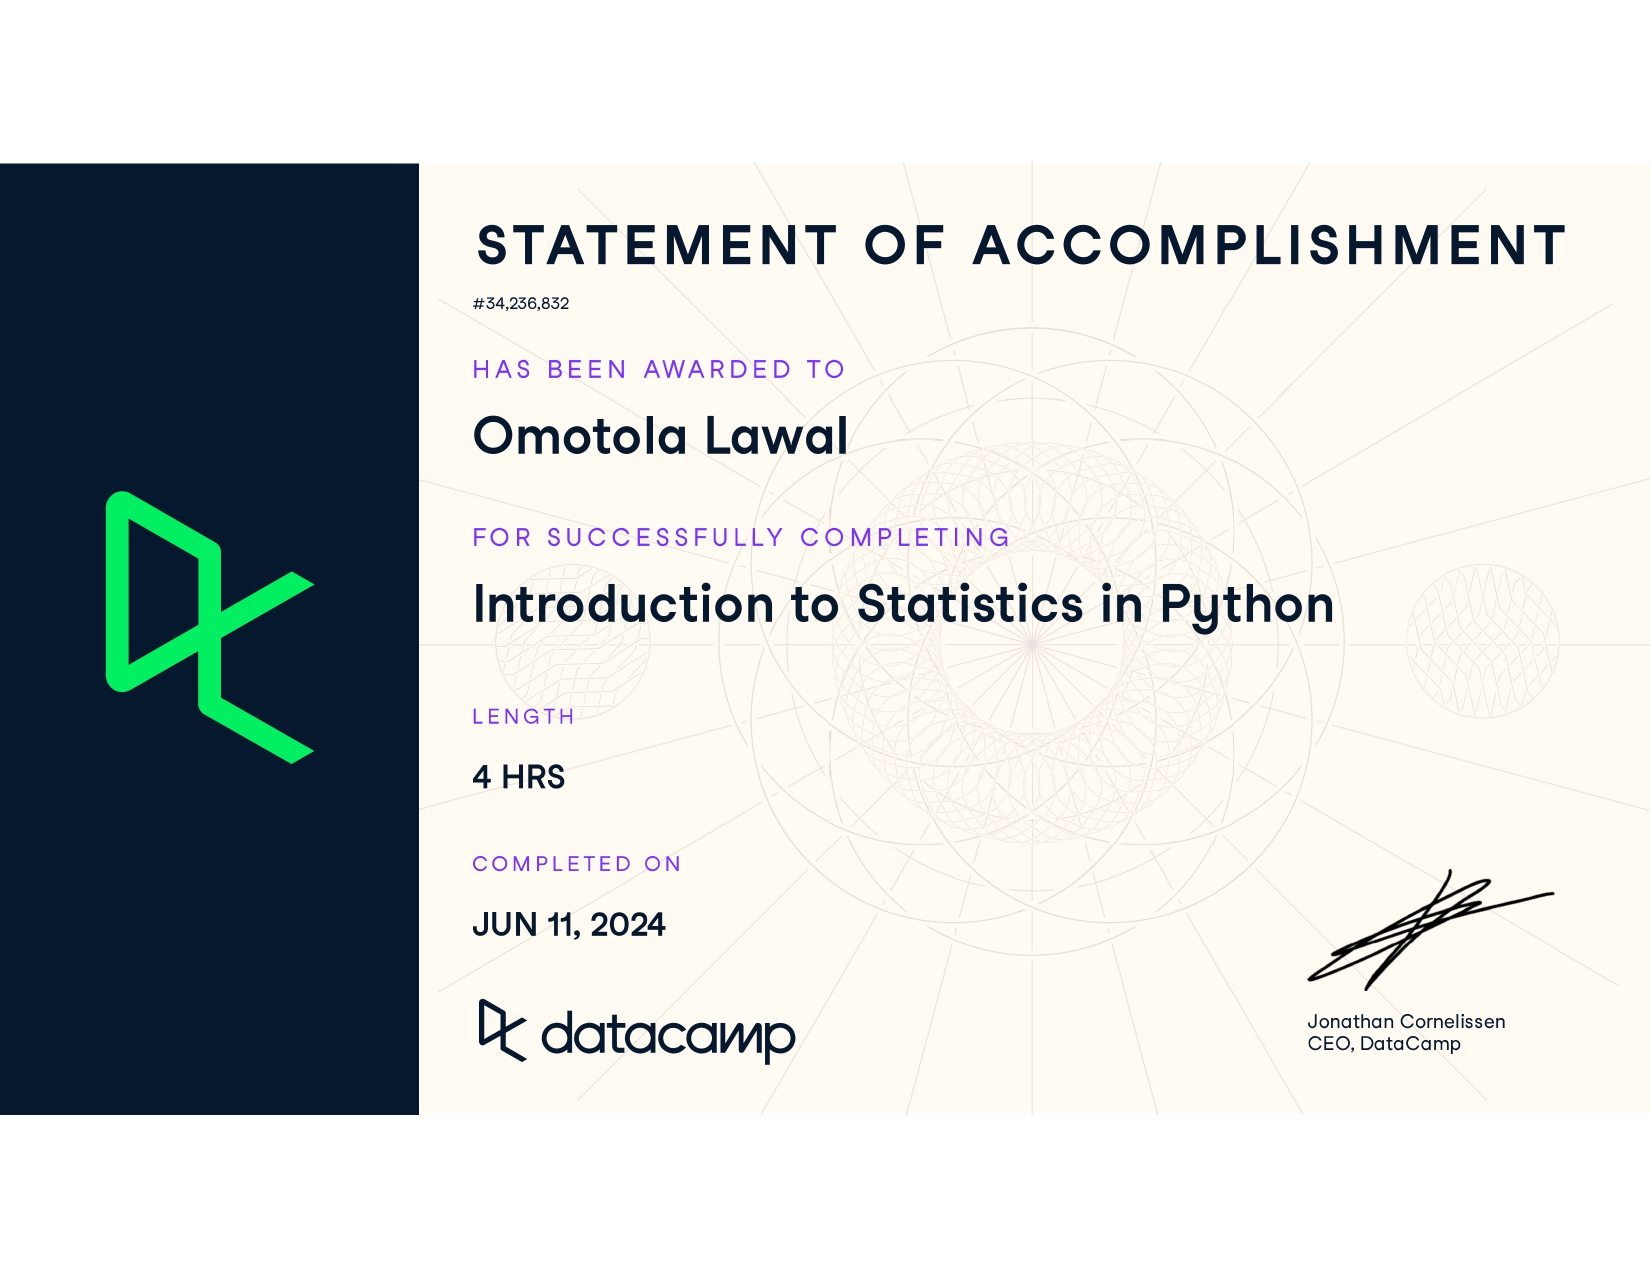 STATEMENT OF ACCOMPLISHMENT
#34,236,832
HAS BEEN AWARDED TO
Omotola Lawal
FOR SUCCESSFULLY COMPLETING
Introduction to Statistics in Python
LENGTH
4 HRS
COMPLETED ON
JUN 11, 2024
datacamp
Jonathan Cornelissen
CEO, DataCamp